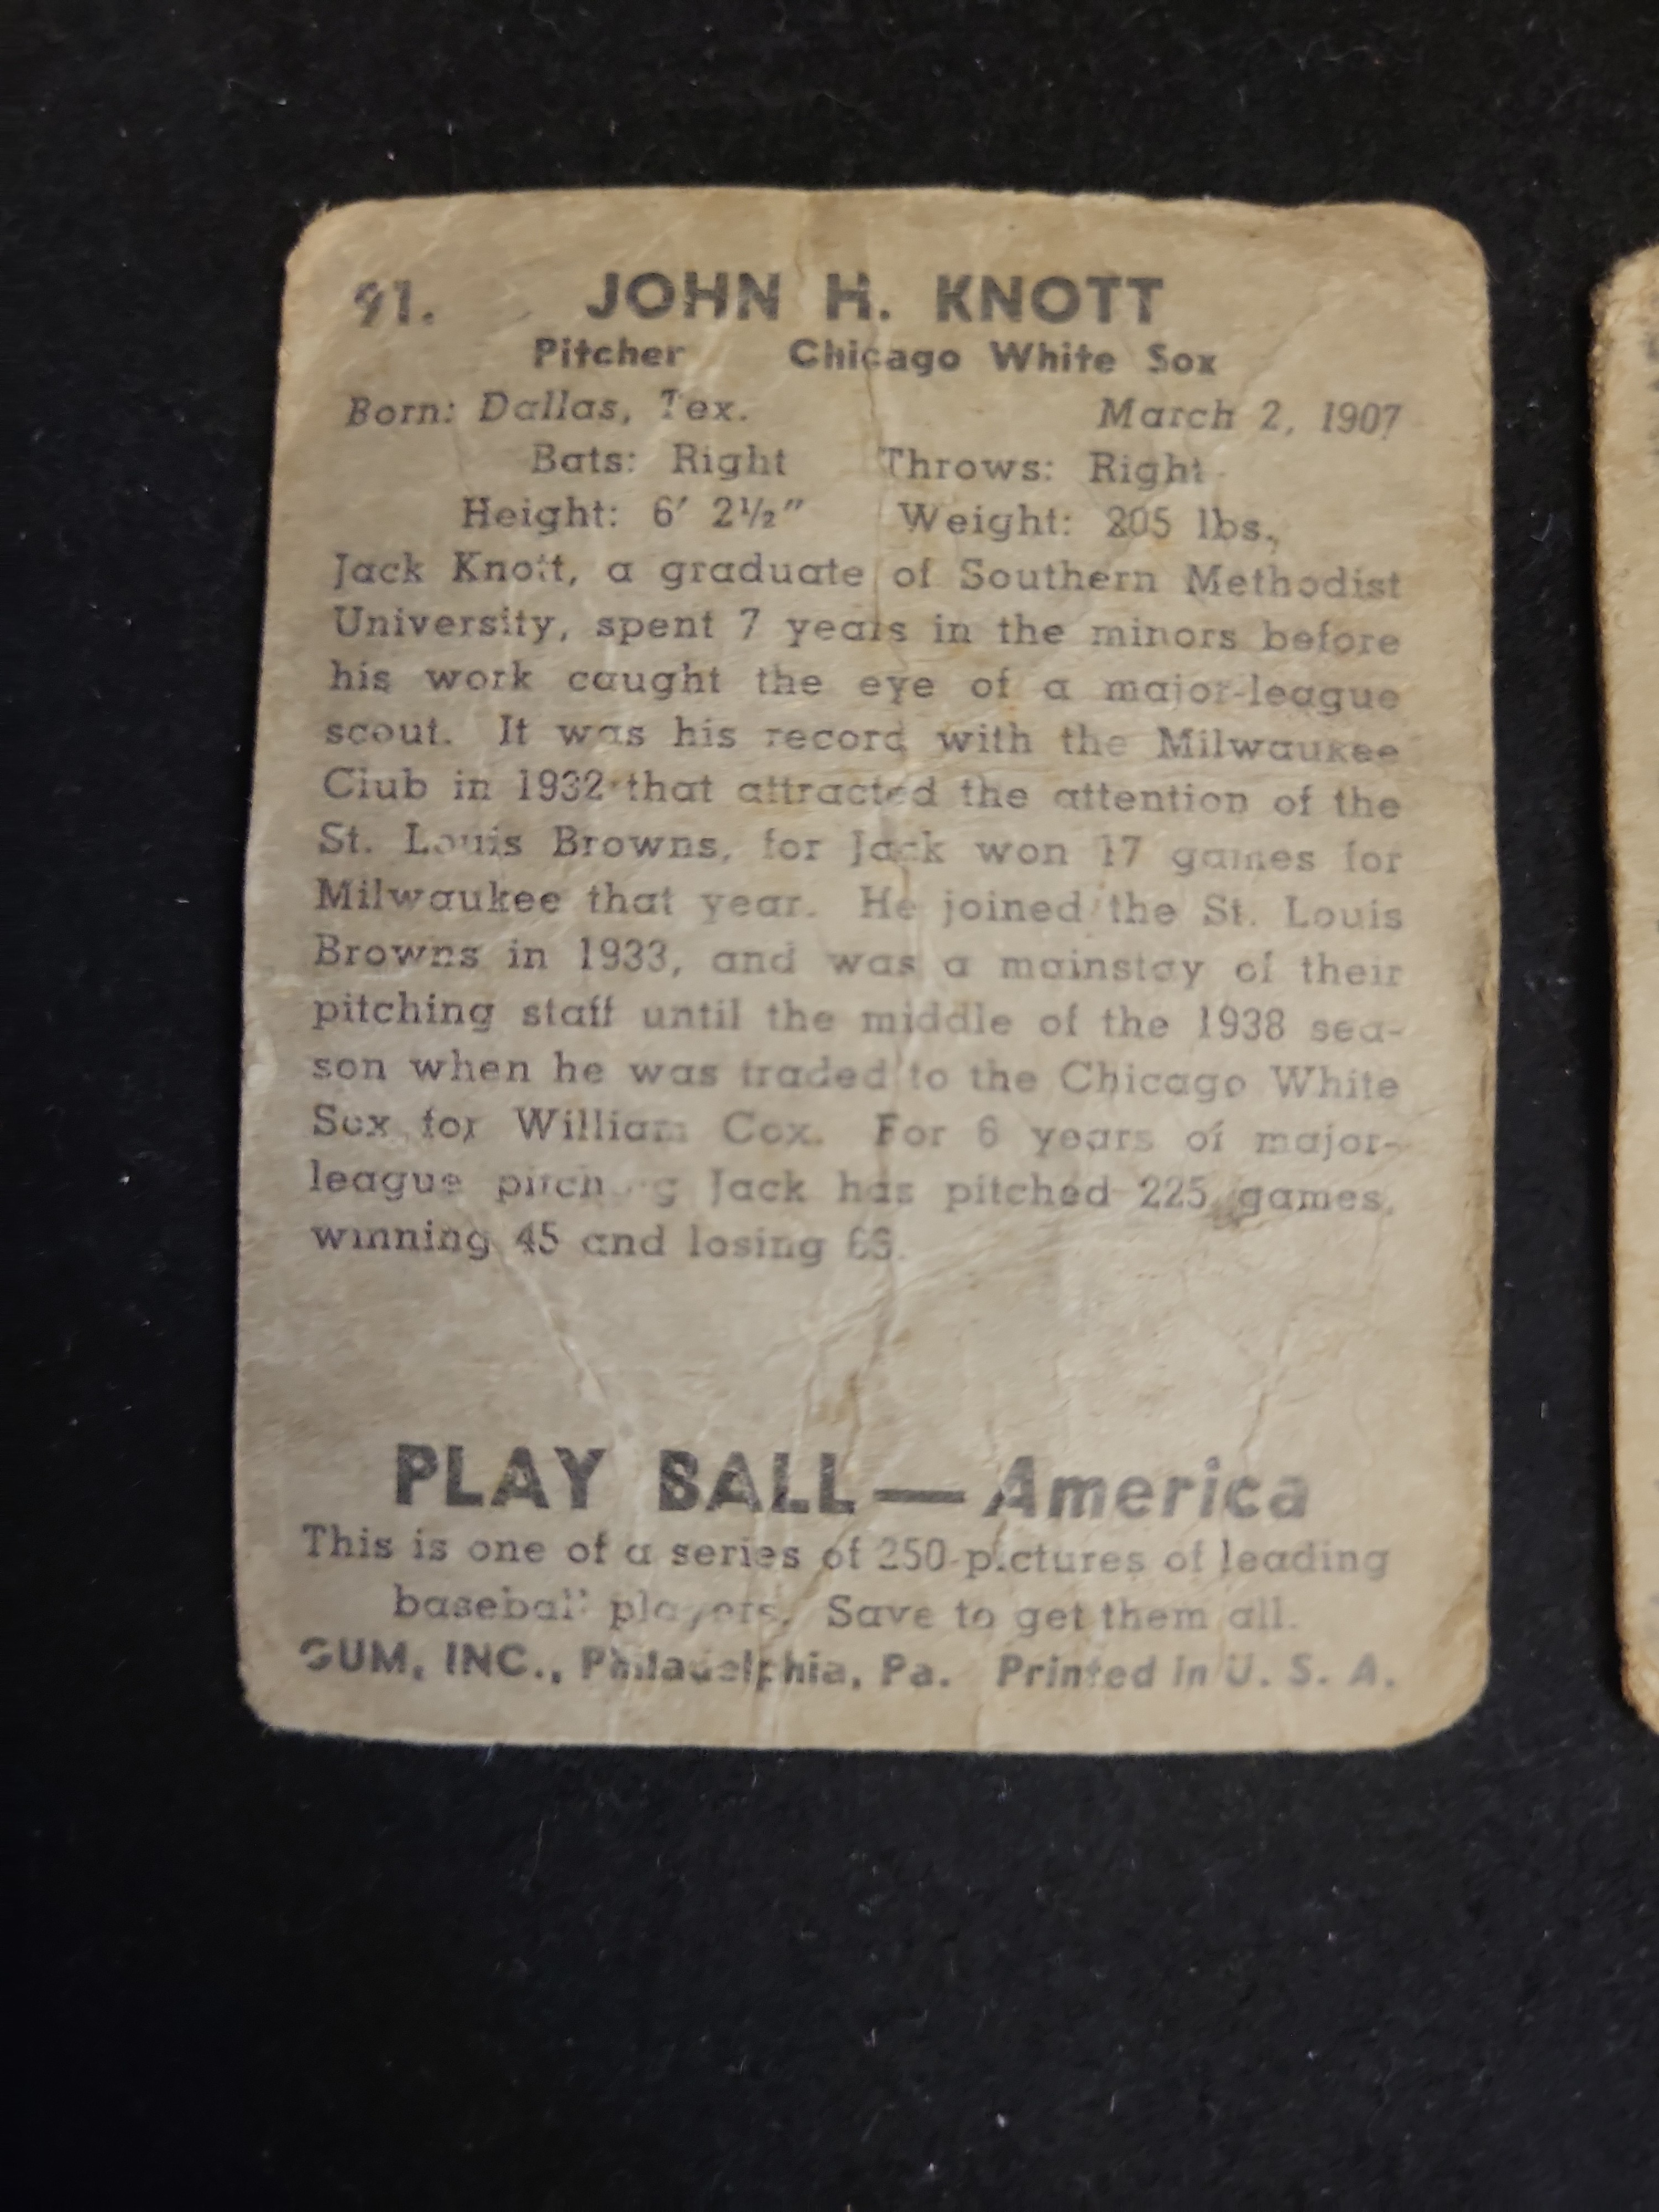 91. JOHN H. KNOTT
Pitcher Chicago White Sox
Born: Dallas, Tex. March 2, 1907
Bats: Right Throws: Right
Height: 6' 2½" Weight: 205 lbs.
Jack Knott, a graduate of Southern Methodist
University, spent 7 years in the minors before
his work caught the eye of a major-league
scout. It was his record with the Milwaukee
Club in 1932 that attracted the attention of the
St. Louis Browns, for Jack won 17 games for
Milwaukee that year. He joined the St. Louis
Browns in 1933, and was a mainstay of their
pitching staff until the middle of the 1938 sea-
son when he was traded to the Chicago White
Sox for William Cox. For 6 years of major-
league pitching Jack has pitched 225 games,
winning 45 and losing
PLAY BALL — America
This is one of a series of 250 pictures of leading
baseball players. Save to get them all.
GUM, INC., Philadelphia, Pa. Printed in U. S. A.